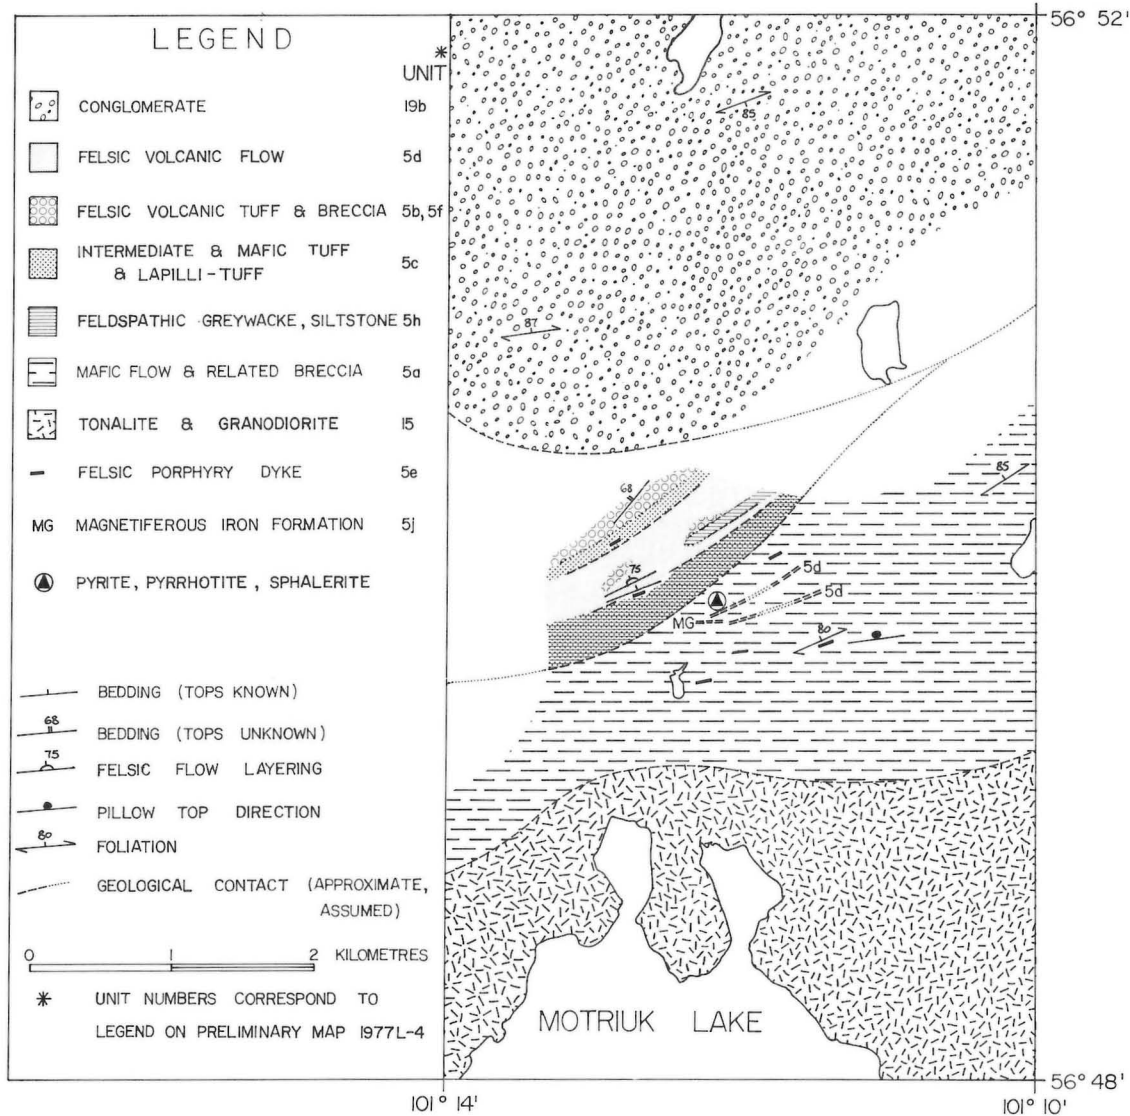 LEGEND
* UNIT
CONGLOMERATE 19b
FELSIC VOLCANIC FLOW 5d
FELSIC VOLCANIC TUFF & BRECCIA 5b, 5f
INTERMEDIATE & MAFIC TUFF
& LAPILLI-TUFF 5c
FELDSPATHIC GREYWACKE, SILTSTONE 5h
MAFIC FLOW & RELATED BRECCIA 5a
TONALITE & GRANODIORITE 15
FELSIC PORPHYRY DYKE 5e
MG MAGNETIFEROUS IRON FORMATION 5j
PYRITE, PYRRHOTITE, SPHALERITE
BEDDING (TOPS KNOWN)
68 BEDDING (TOPS UNKNOWN)
75 FELSIC FLOW LAYERING
PILLOW TOP DIRECTION
80 FOLIATION
GEOLOGICAL CONTACT (APPROXIMATE,
ASSUMED)
0 1 2 KILOMETRES
* UNIT NUMBERS CORRESPOND TO
LEGEND ON PRELIMINARY MAP 1977L-4
56° 52'
85
87
85
68
75
5d
5d
MG
80
MOTRIUK LAKE
56° 48'
101° 14'
101° 10'